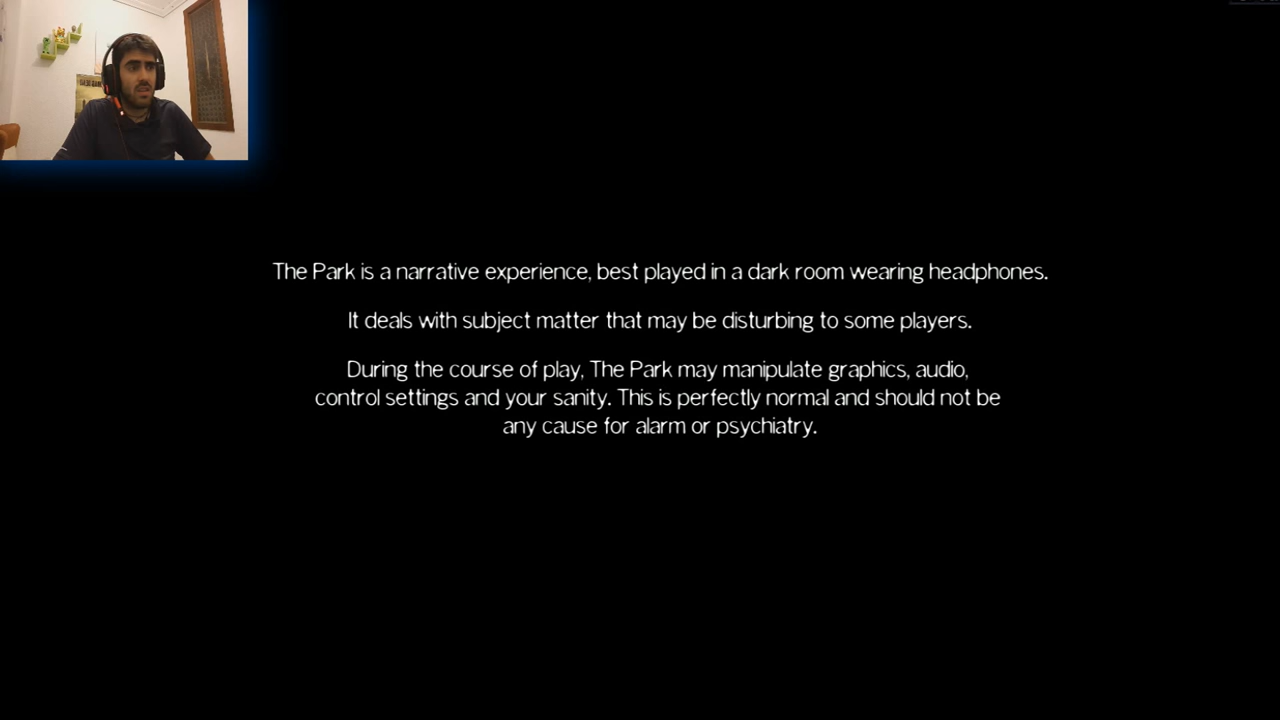 The Park is a narrative experience, best played in a dark room wearing headphones.
It deals with subject matter that may be disturbing to some players.
During the course of play, The Park may manipulate graphics, audio,
control settings and your sanity. This is perfectly normal and should not be
any cause for alarm or psychiatry.